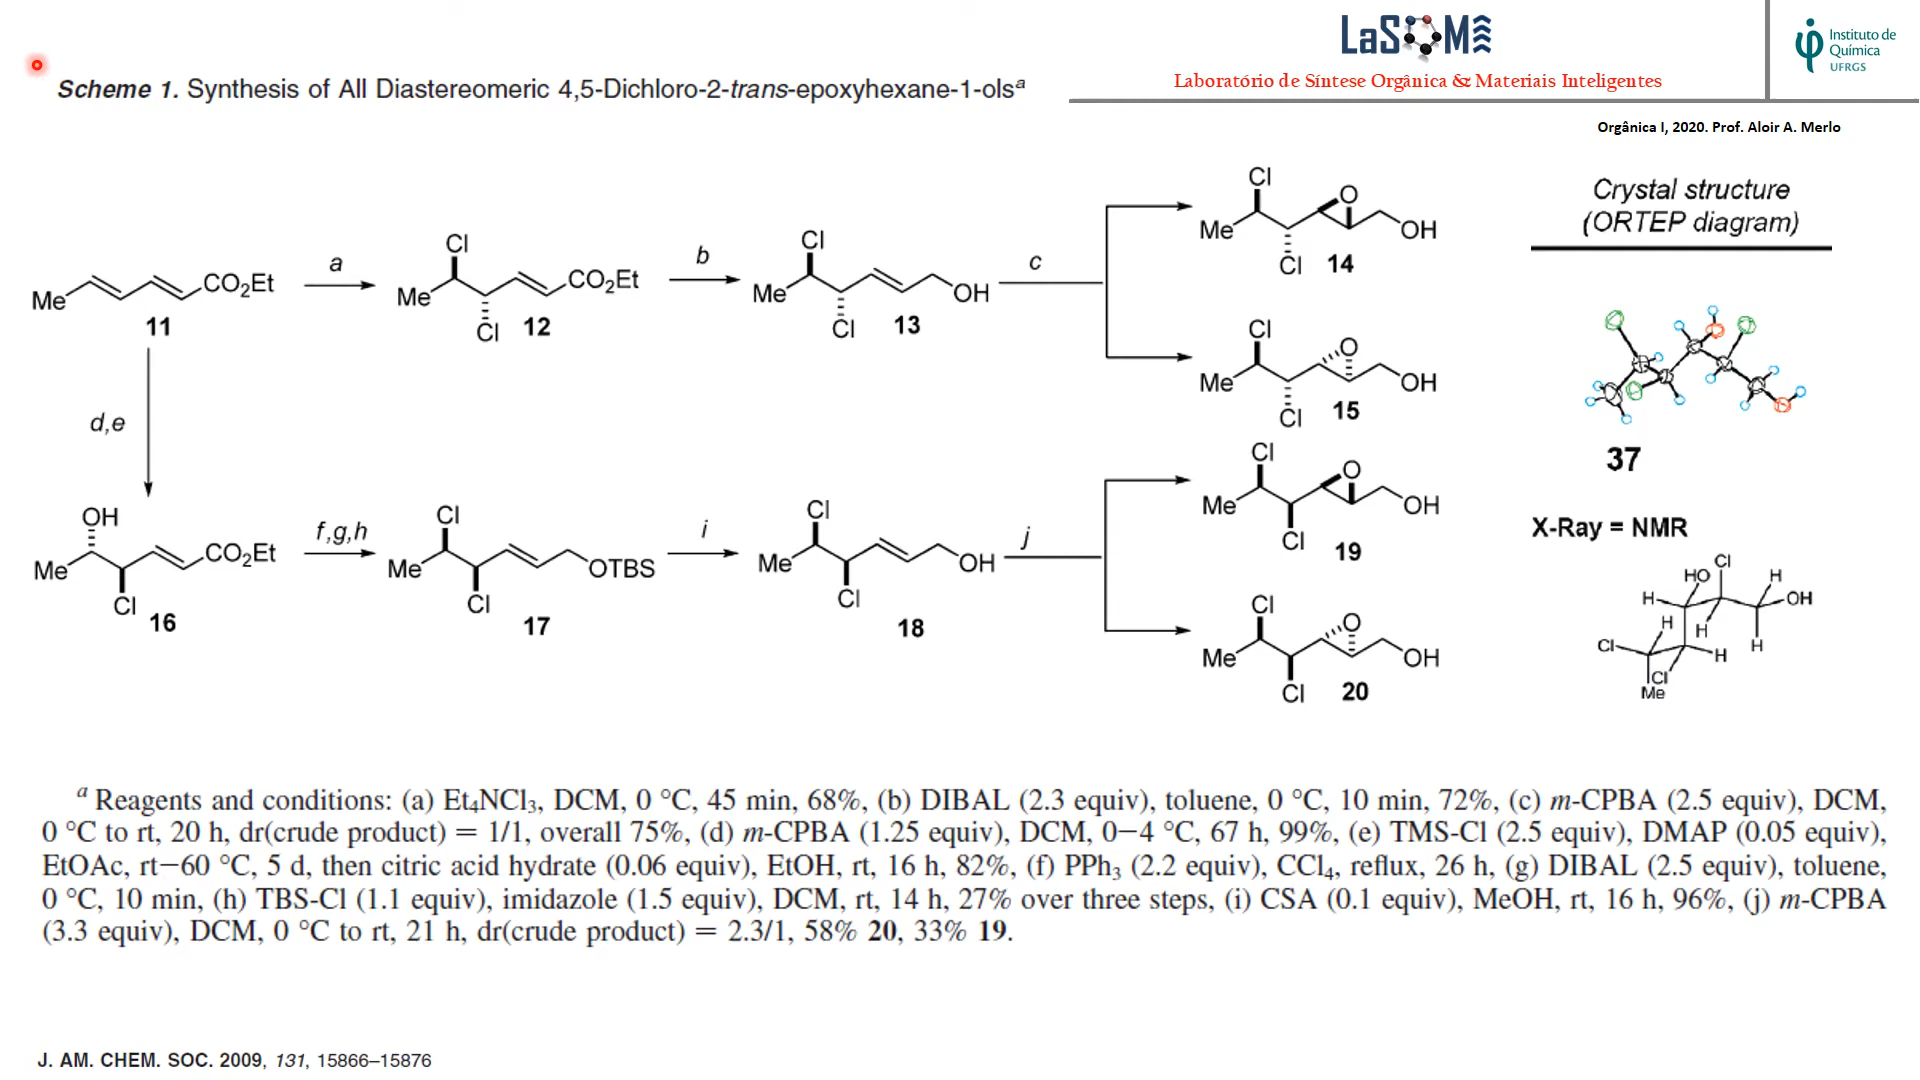 LaSOM
Instituto de
Química
UFRGS
Laboratório de Síntese Orgânica & Materiais Inteligentes
Scheme 1. Synthesis of All Diastereomeric 4,5-Dichloro-2-trans-epoxyhexane-1-olsª
Orgânica I, 2020. Prof. Aloir A. Merlo
Crystal structure
(ORTEP diagram)
Me CO₂Et
11
a
Cl
Me CO₂Et
Cl 12
b
Cl
Me OH
Cl 13
c
Cl O
Me OH
Cl 14
Cl O
Me OH
Cl 15
d,e
OH
Me CO₂Et
Cl 16
f,g,h
Cl
Me OTBS
Cl 17
i
Cl
Me OH
Cl 18
j
Cl O
Me OH
Cl 19
Cl O
Me OH
Cl 20
37
X-Ray = NMR
Cl
HO H
H OH
H H
Cl H H
Cl
Me
ª Reagents and conditions: (a) Et₄NCl₃, DCM, 0 °C, 45 min, 68%, (b) DIBAL (2.3 equiv), toluene, 0 °C, 10 min, 72%, (c) m-CPBA (2.5 equiv), DCM,
0 °C to rt, 20 h, dr(crude product) = 1/1, overall 75%, (d) m-CPBA (1.25 equiv), DCM, 0−4 °C, 67 h, 99%, (e) TMS-Cl (2.5 equiv), DMAP (0.05 equiv),
EtOAc, rt−60 °C, 5 d, then citric acid hydrate (0.06 equiv), EtOH, rt, 16 h, 82%, (f) PPh₃ (2.2 equiv), CCl₄, reflux, 26 h, (g) DIBAL (2.5 equiv), toluene,
0 °C, 10 min, (h) TBS-Cl (1.1 equiv), imidazole (1.5 equiv), DCM, rt, 14 h, 27% over three steps, (i) CSA (0.1 equiv), MeOH, rt, 16 h, 96%, (j) m-CPBA
(3.3 equiv), DCM, 0 °C to rt, 21 h, dr(crude product) = 2.3/1, 58% 20, 33% 19.
J. AM. CHEM. SOC. 2009, 131, 15866–15876